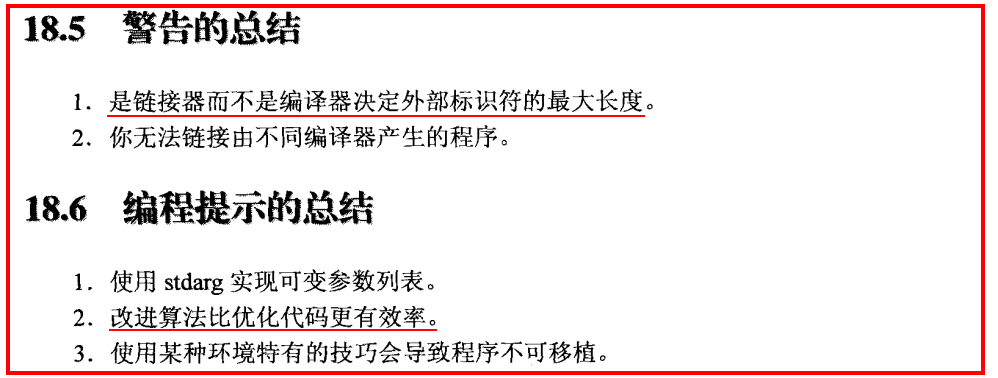 18.5 警告的总结
1. 是链接器而不是编译器决定外部标识符的最大长度。
2. 你无法链接由不同编译器产生的程序。
18.6 编程提示的总结
1. 使用 stdarg 实现可变参数列表。
2. 改进算法比优化代码更有效率。
3. 使用某种环境特有的技巧会导致程序不可移植。